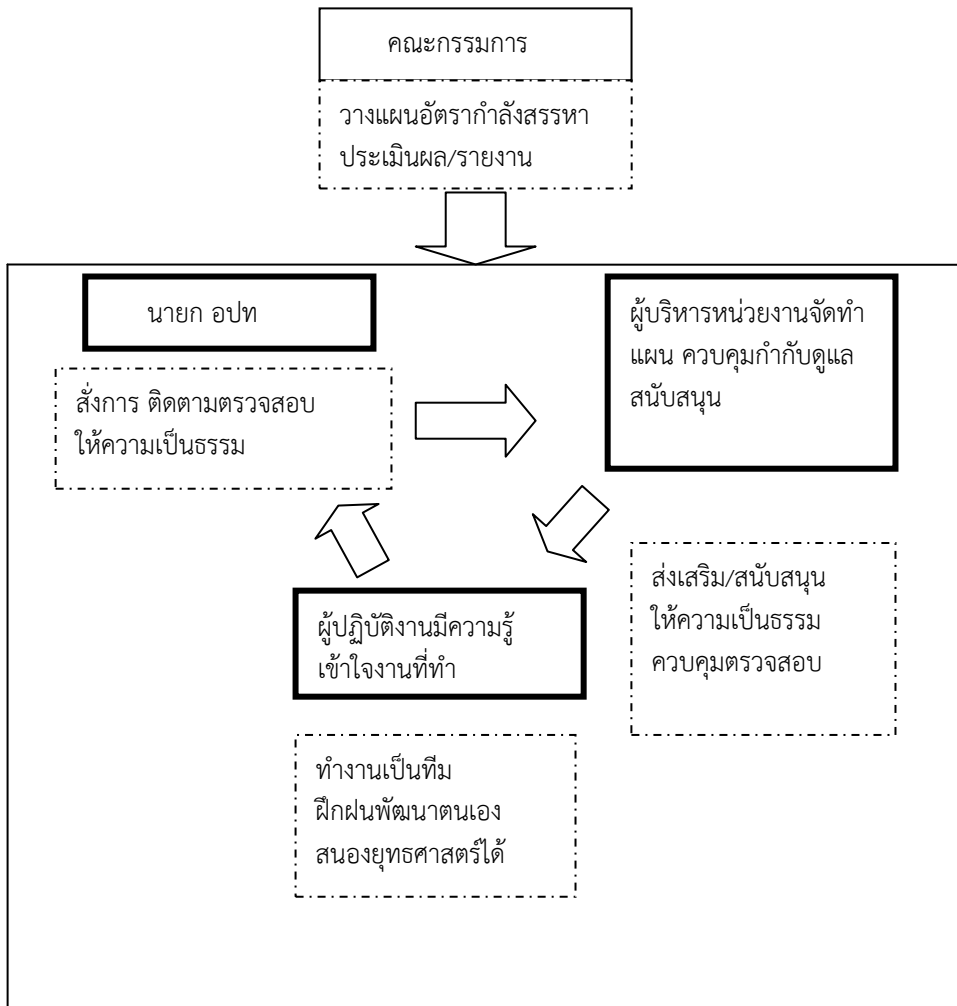 คณะกรรมการ
วางแผนอัตรากำลังสรรหา
ประเมินผล/รายงาน
นายก อปท
สั่งการ ติดตามตรวจสอบ
ให้ความเป็นธรรม
ผู้บริหารหน่วยงานจัดทำ
แผน ควบคุมกำกับดูแล
สนับสนุน
ส่งเสริม/สนับสนุน
ให้ความเป็นธรรม
ควบคุมตรวจสอบ
ผู้ปฏิบัติงานมีความรู้
เข้าใจงานที่ทำ
ทำงานเป็นทีม
ฝึกฝนพัฒนาตนเอง
สนองยุทธศาสตร์ได้